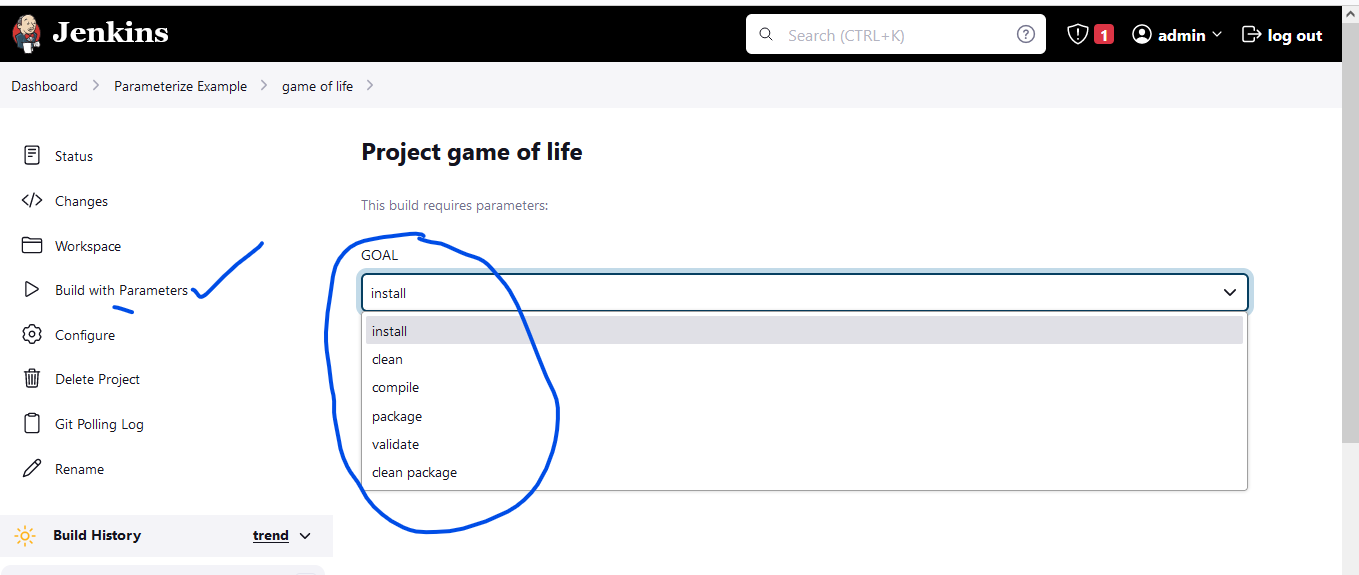 Jenkins
Search (CTRL+K)
1
admin
log out
Dashboard
Parameterize Example
game of life
Status
Changes
Workspace
Build with Parameters
Configure
Delete Project
Git Polling Log
Rename
Build History
trend
Project game of life
This build requires parameters:
GOAL
install
install
clean
compile
package
validate
clean package